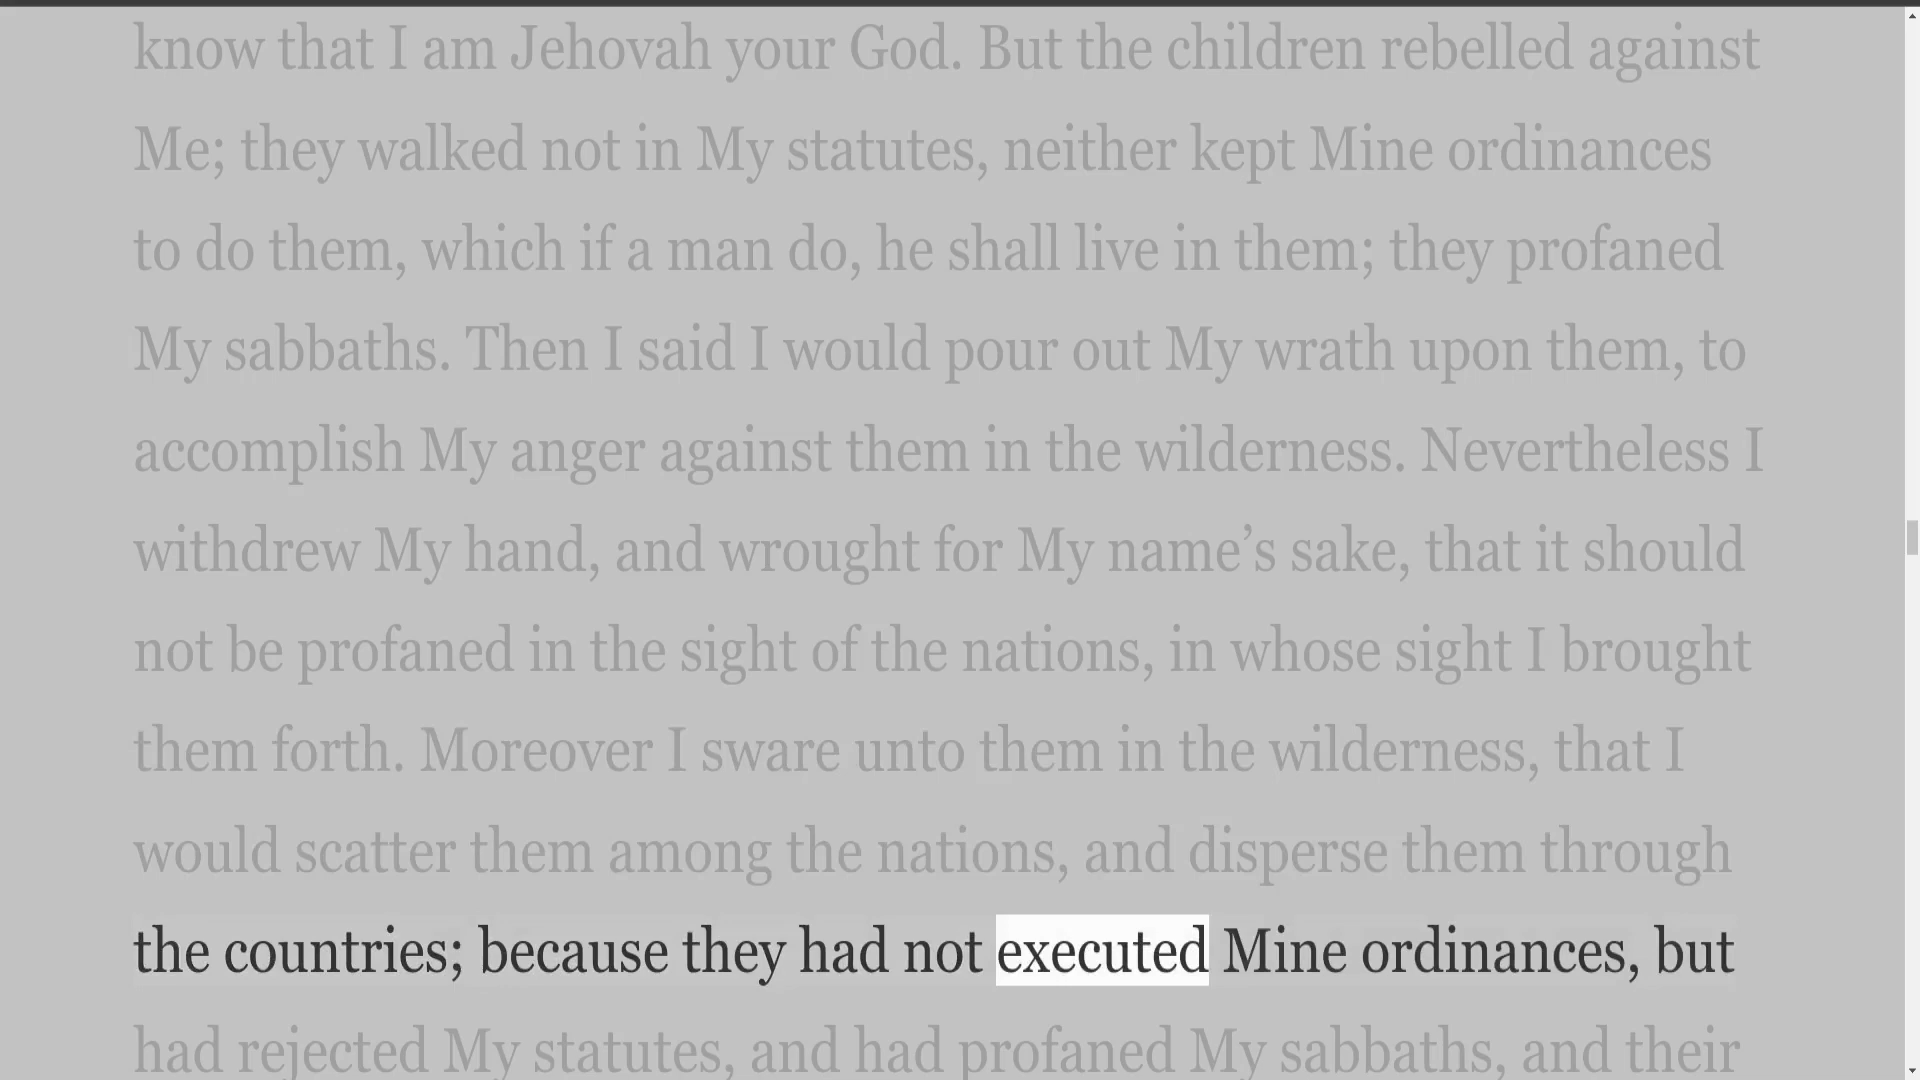 know that I am Jehovah your God. But the children rebelled against
Me; they walked not in My statutes, neither kept Mine ordinances
to do them, which if a man do, he shall live in them; they profaned
My sabbaths. Then I said I would pour out My wrath upon them, to
accomplish My anger against them in the wilderness. Nevertheless I
withdrew My hand, and wrought for My name’s sake, that it should
not be profaned in the sight of the nations, in whose sight I brought
them forth. Moreover I sware unto them in the wilderness, that I
would scatter them among the nations, and disperse them through
the countries; because they had not executed Mine ordinances, but
had rejected My statutes, and had profaned My sabbaths, and their